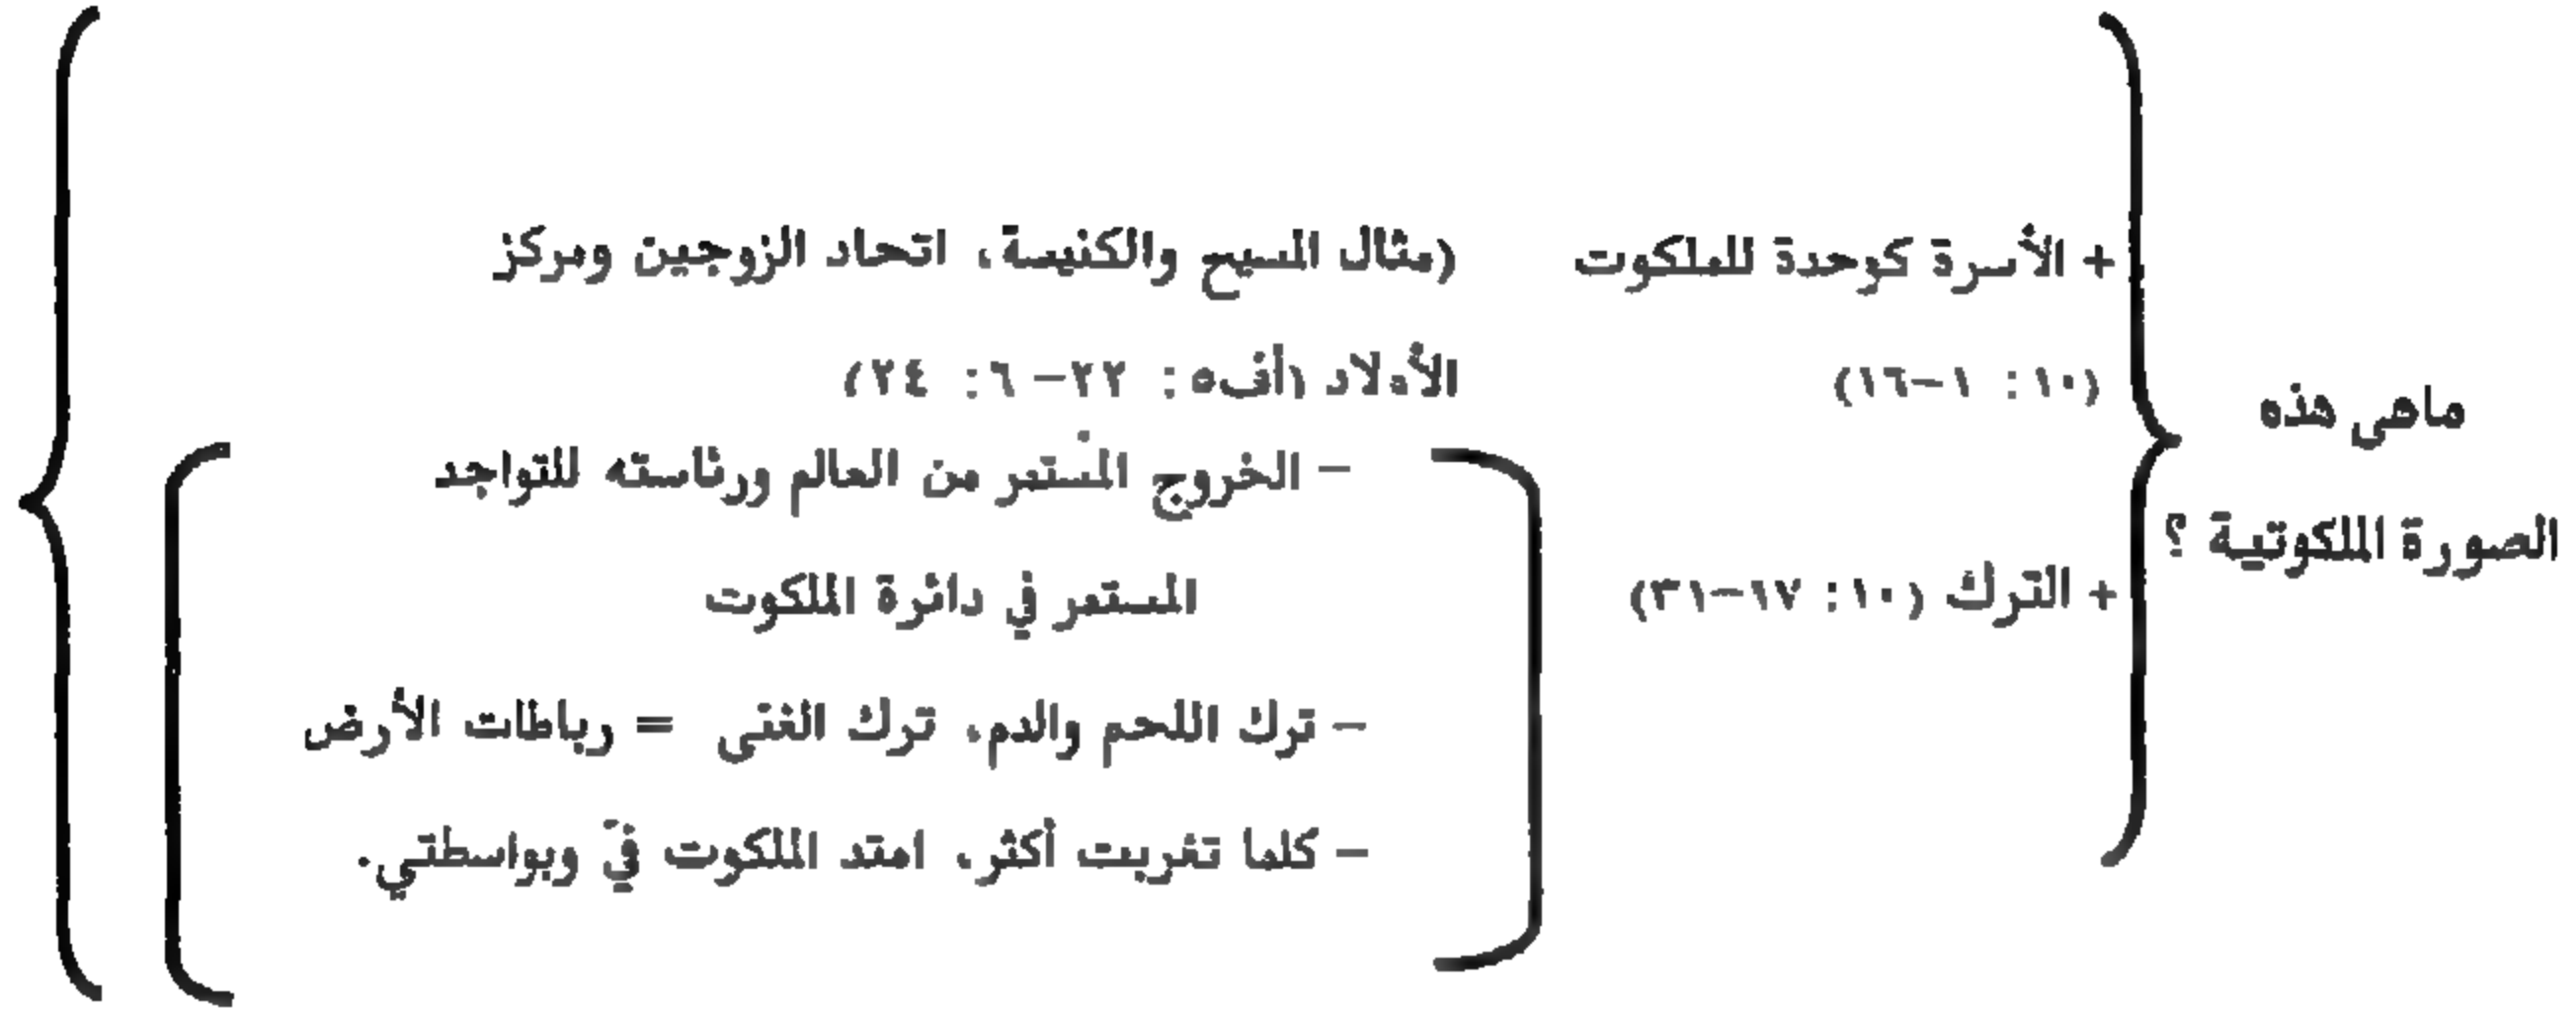 ماهى هذه
الصورة الملكوتية ؟
+ الأسرة كوحدة للملكوت
(١٠: ١-١٦)
(مثال المسيح والكنيسة، اتحاد الزوجين ومركز
الأولاد (أف٥: ٢٢- ٦: ٢٤)
+ الترك (١٠: ١٧-٣١)
- الخروج المستمر من العالم ورئاسته للتواجد
المستمر في دائرة الملكوت
- ترك اللحم والدم، ترك الغنى = رباطات الأرض
- كلما تغربت أكثر، امتد الملكوت فيّ وبواسطتي.